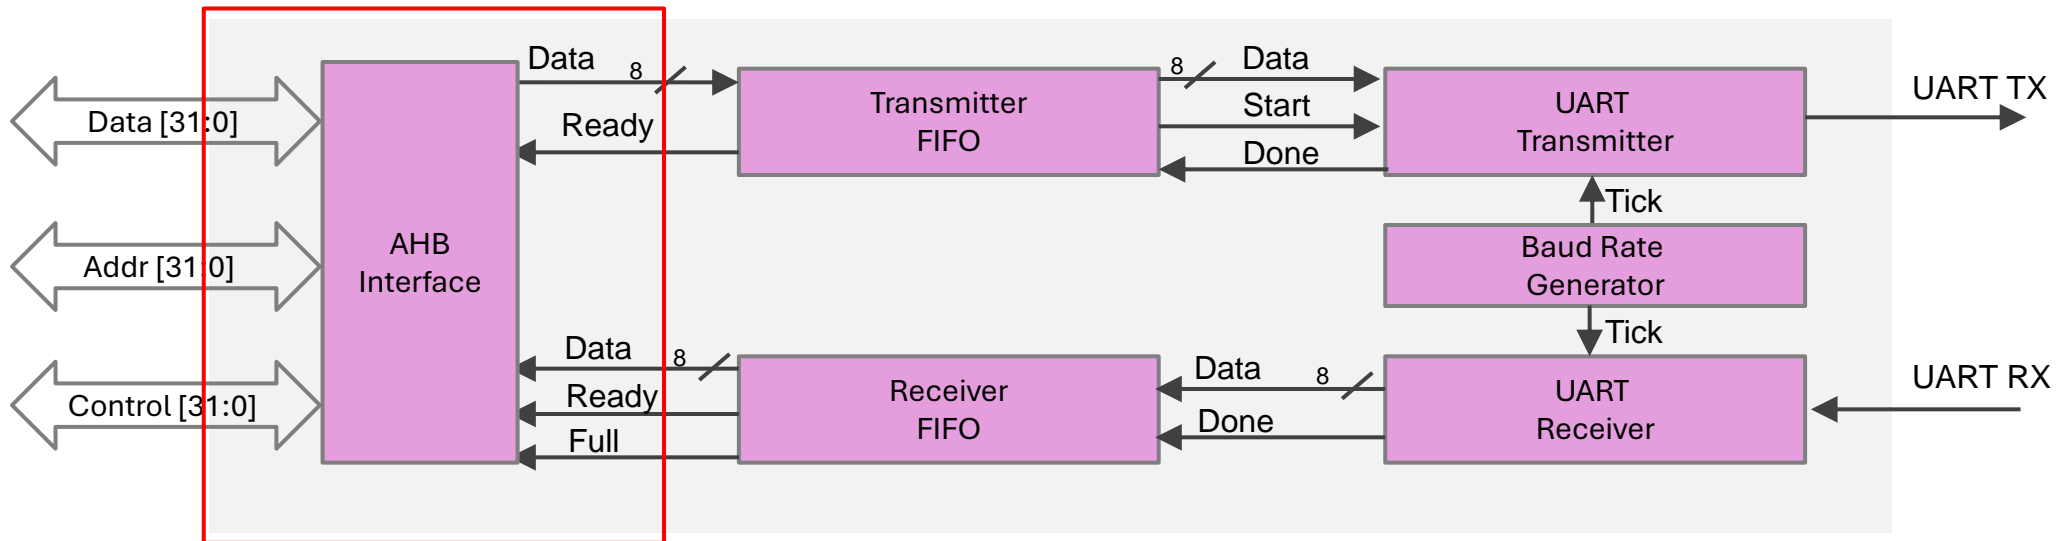 Data [31:0]
Addr [31:0]
Control [31:0]
AHB
Interface
Data
8
Ready
Transmitter
FIFO
8
Data
Start
Done
UART
Transmitter
UART TX
Tick
Baud Rate
Generator
Tick
Data
8
Ready
Full
Receiver
FIFO
Data
8
Done
UART
Receiver
UART RX